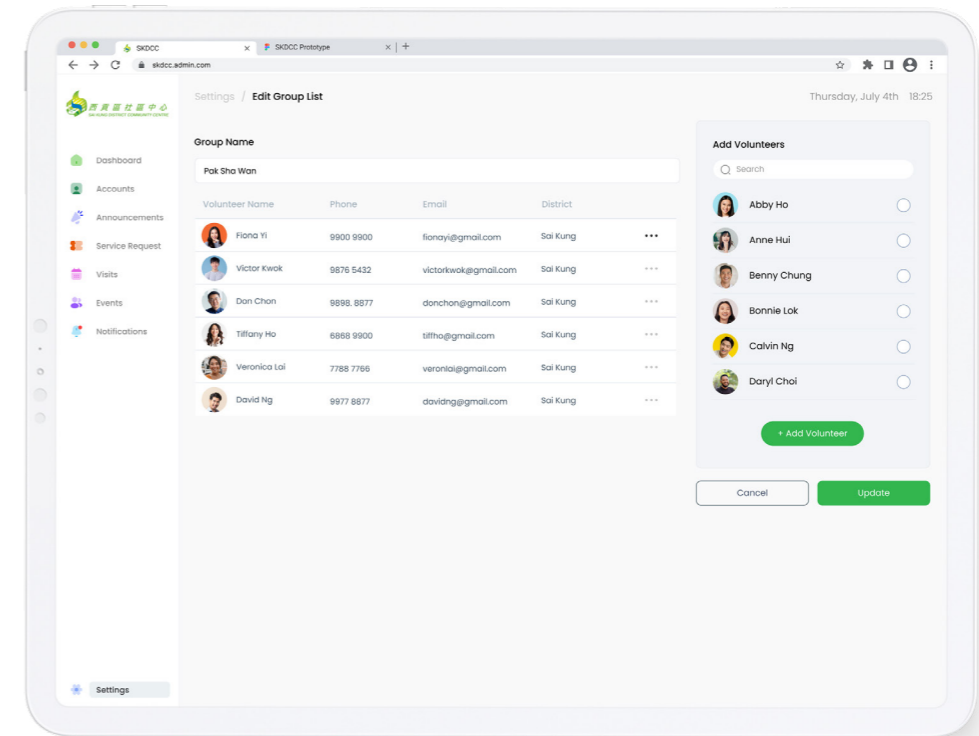 SKDCC
SKDCC Prototype
skdcc.admin.com
西貢區社區中心
SAI KUNG DISTRICT COMMUNITY CENTRE
Settings / Edit Group List
Thursday, July 4th 18:25
Dashboard
Accounts
Announcements
Service Request
Visits
Events
Notifications
Settings
Group Name
Pak Sha Wan
Volunteer Name Phone Email District
Fiona Yi 9900 9900 fionayi@gmail.com Sai Kung
Victor Kwok 9876 5432 victorkwok@gmail.com Sai Kung
Don Chon 9898. 8877 donchon@gmail.com Sai Kung
Tiffany Ho 6868 9900 tiffho@gmail.com Sai Kung
Veronica Lai 7788 7766 veronlai@gmail.com Sai Kung
David Ng 9977 8877 davidng@gmail.com Sai Kung
Add Volunteers
Search
Abby Ho
Anne Hui
Benny Chung
Bonnie Lok
Calvin Ng
Daryl Choi
+ Add Volunteer
Cancel
Update